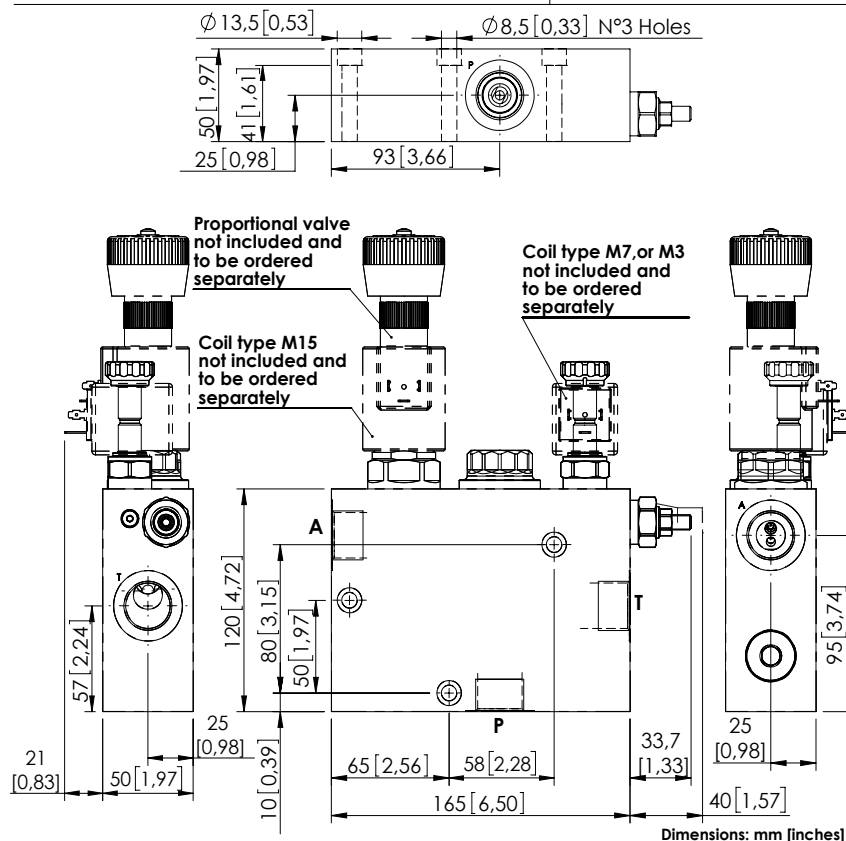 Ø13,5[0,53]
Ø8,5[0,33] N°3 Holes
50[1,97]
41[1,61]
25[0,98]
P
93[3,66]
Proportional valve
not included and
to be ordered
separately
Coil type M7,or M3
not included and
to be ordered
separately
Coil type M15
not included and
to be ordered
separately
A
A
T
T
120[4,72]
80[3,15]
50[1,97]
57[2,24]
95[3,74]
P
25
[0,98]
21
[0,83]
50[1,97]
10[0,39]
65[2,56]
58[2,28]
33,7
[1,33]
25
[0,98]
165[6,50]
40[1,57]
Dimensions: mm [inches]